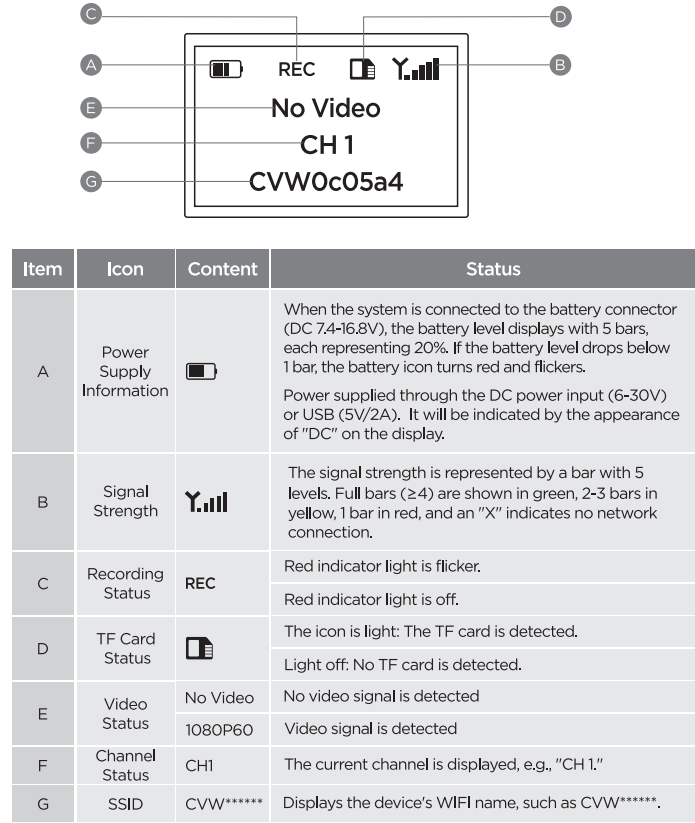 C
D
A
REC
B
E
No Video
F
CH 1
G
CVW0c05a4
Item Icon Content Status
A
Power
Supply
Information
When the system is connected to the battery connector
(DC 7.4-16.8V), the battery level displays with 5 bars,
each representing 20%. If the battery level drops below
1 bar, the battery icon turns red and flickers.
Power supplied through the DC power input (6-30V)
or USB (5V/2A). It will be indicated by the appearance
of "DC" on the display.
B
Signal
Strength
The signal strength is represented by a bar with 5
levels. Full bars (≥4) are shown in green, 2-3 bars in
yellow, 1 bar in red, and an "X" indicates no network
connection.
C
Recording
Status
REC
Red indicator light is flicker.
Red indicator light is off.
D
TF Card
Status
The icon is light: The TF card is detected.
Light off: No TF card is detected.
E
Video
Status
No Video No video signal is detected
1080P60 Video signal is detected
F
Channel
Status
CH1
The current channel is displayed, e.g., "CH 1."
G SSID CVW****** Displays the device's WIFI name, such as CVW******.